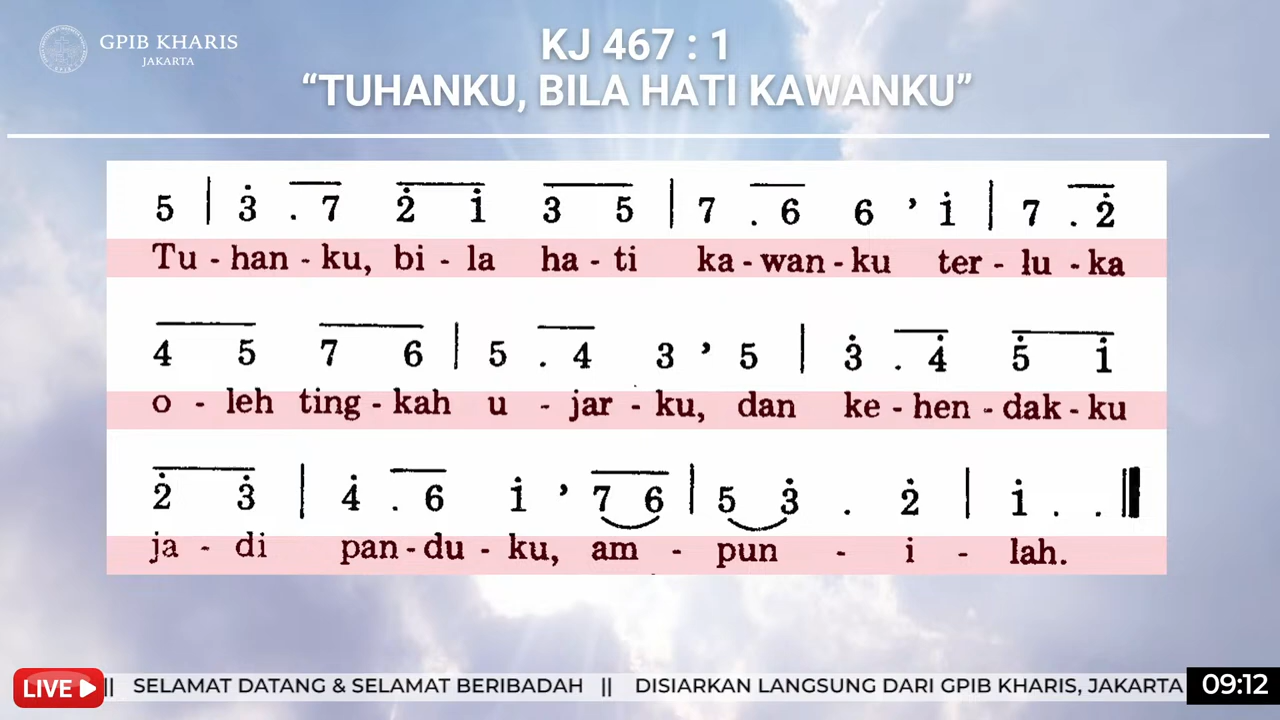 GPIB KHARIS
JAKARTA
KJ 467 : 1
“TUHANKU, BILA HATI KAWANKU”
5 | 3̇ . 7 2̇ 1̇ 3 5 | 7 . 6 6 ’ 1̇ | 7 . 2̇
Tu - han - ku, bi - la ha - ti ka - wan - ku ter - lu - ka
4 5 7 6 | 5 . 4 3 ’ 5 | 3̇ . 4̇ 5̇ 1̇
o - leh ting - kah u - jar - ku, dan ke - hen - dak - ku
2̇ 3̇ | 4̇ . 6 1̇ ’ 7 6 | 5 3̇ . 2̇ | 1̇ . . ||
ja - di pan - du - ku, am - pun - i - lah.
LIVE || SELAMAT DATANG & SELAMAT BERIBADAH || DISIARKAN LANGSUNG DARI GPIB KHARIS, JAKARTA 09:12